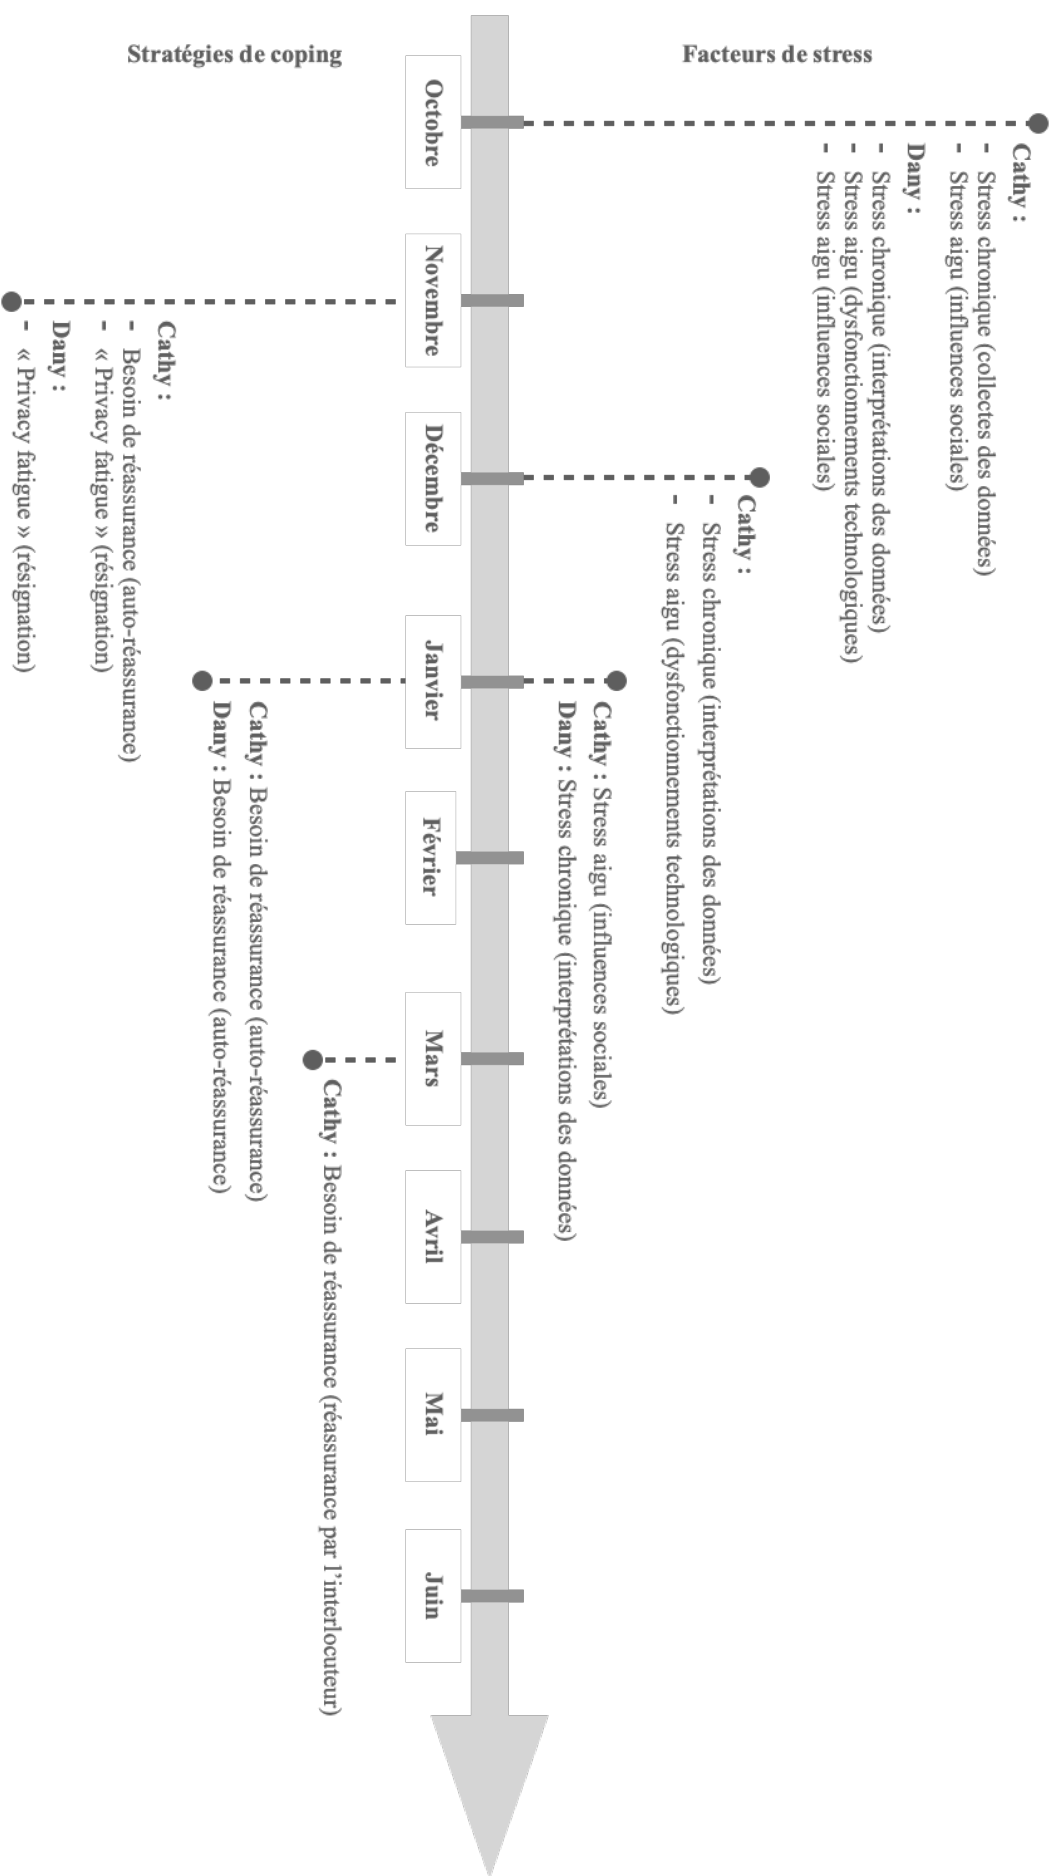 Facteurs de stress
Cathy :
- Stress chronique (collectes des données)
- Stress aigu (influences sociales)
Dany :
- Stress chronique (interprétations des données)
- Stress aigu (dysfonctionnements technologiques)
- Stress aigu (influences sociales)
Cathy :
- Stress chronique (interprétations des données)
- Stress aigu (dysfonctionnements technologiques)
Cathy : Stress aigu (influences sociales)
Dany : Stress chronique (interprétations des données)
Octobre
Novembre
Décembre
Janvier
Février
Mars
Avril
Mai
Juin
Stratégies de coping
Cathy :
- Besoin de réassurance (auto-réassurance)
- « Privacy fatigue » (résignation)
Dany :
- « Privacy fatigue » (résignation)
Cathy : Besoin de réassurance (auto-réassurance)
Dany : Besoin de réassurance (auto-réassurance)
Cathy : Besoin de réassurance (réassurance par l’interlocuteur)